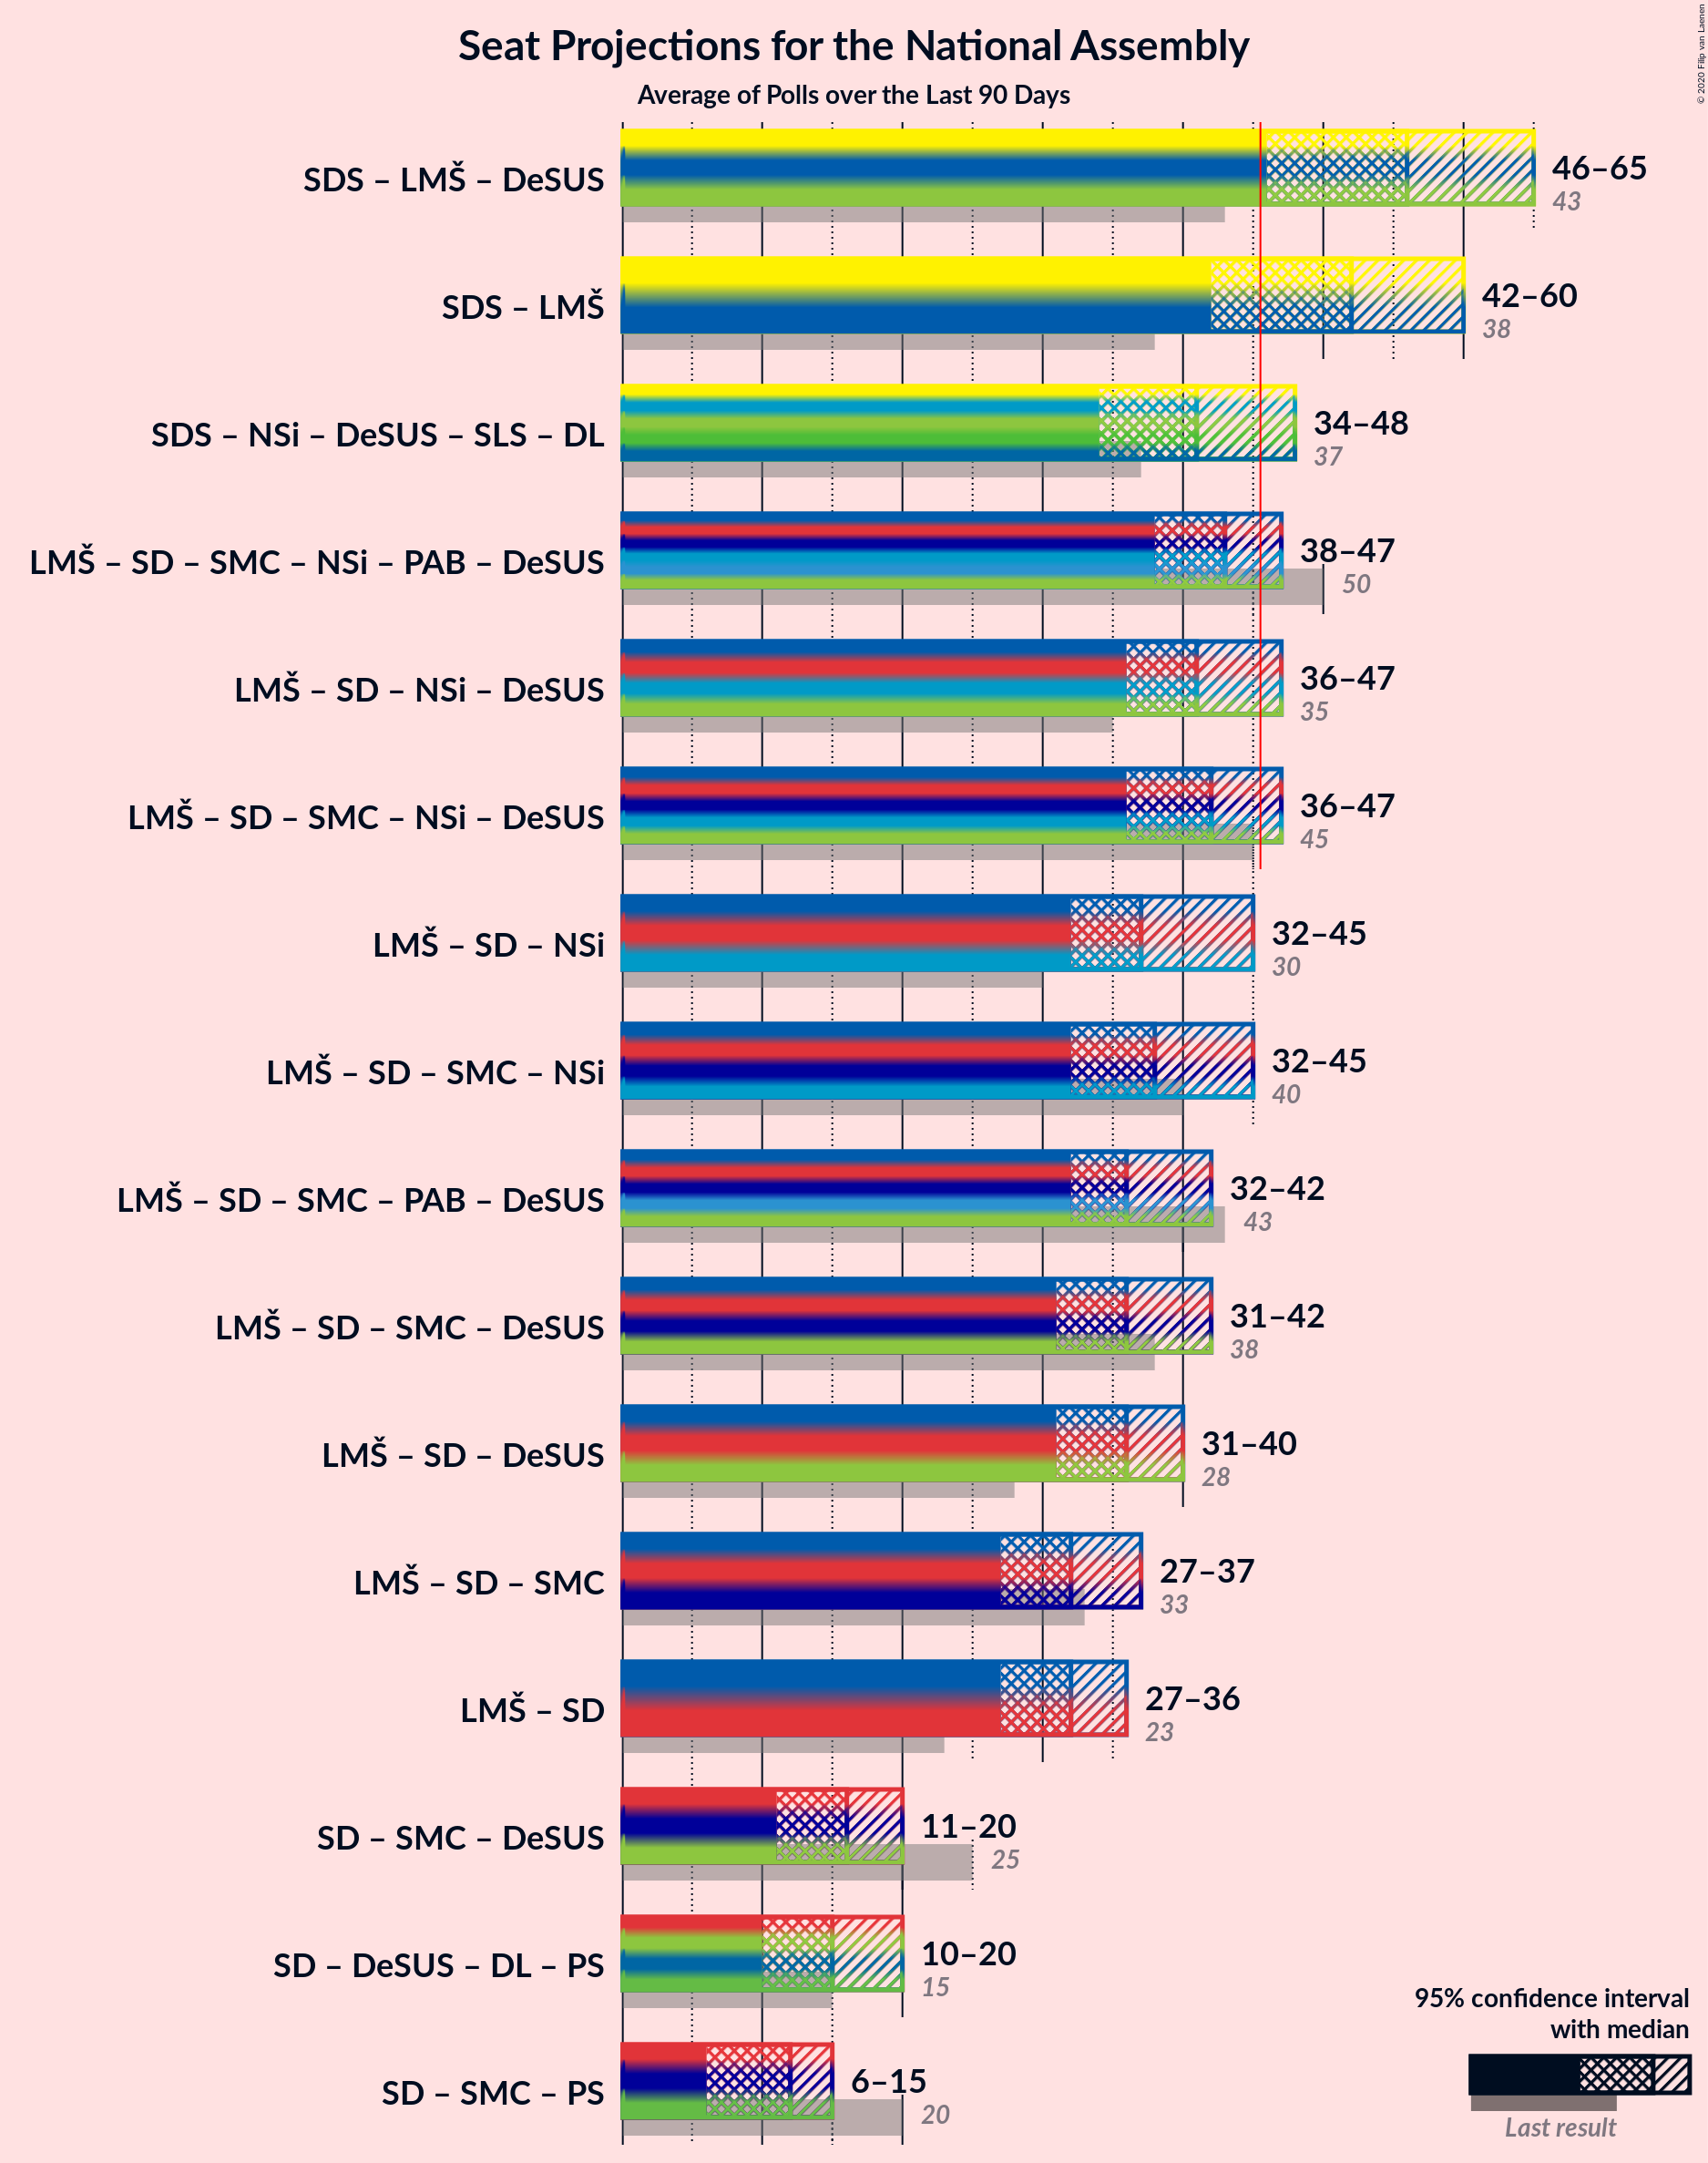 Seat Projections for the National Assembly
Average of Polls over the Last 90 Days
© 2020 Filip van Laenen
SDS – LMŠ – DeSUS
46–65
43
SDS – LMŠ
42–60
38
SDS – NSi – DeSUS – SLS – DL
34–48
37
LMŠ – SD – SMC – NSi – PAB – DeSUS
38–47
50
LMŠ – SD – NSi – DeSUS
36–47
35
LMŠ – SD – SMC – NSi – DeSUS
36–47
45
LMŠ – SD – NSi
32–45
30
LMŠ – SD – SMC – NSi
32–45
40
LMŠ – SD – SMC – PAB – DeSUS
32–42
43
LMŠ – SD – SMC – DeSUS
31–42
38
LMŠ – SD – DeSUS
31–40
28
LMŠ – SD – SMC
27–37
33
LMŠ – SD
27–36
23
SD – SMC – DeSUS
11–20
25
SD – DeSUS – DL – PS
10–20
15
SD – SMC – PS
6–15
20
95% confidence interval
with median
Last result